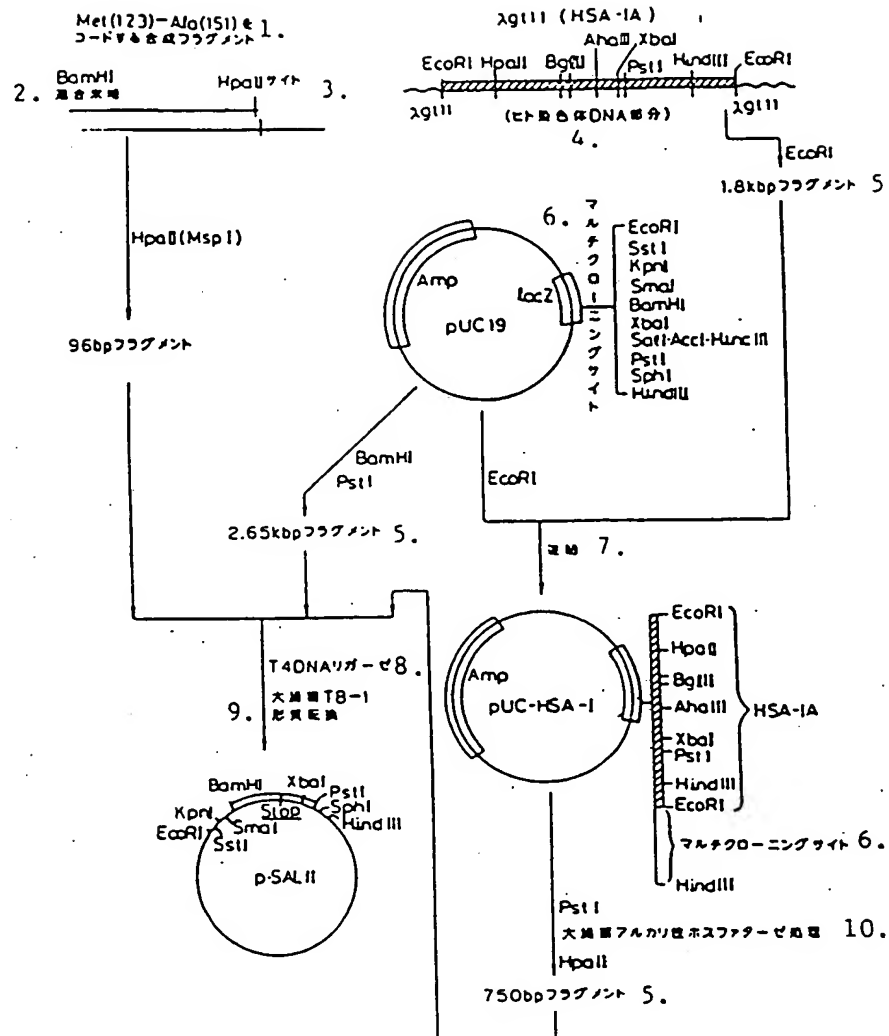 Met(123)-Ala(151)を
コードする合成フラグメント 1.
2. BamHI
HpaIIサイト 3.
λgt11 (HSA-IA)
EcoRI HpaII BglII AhaIII XbaI PstI HindIII EcoRI
λgt11 λgt11
(ヒト染色体DNA部分)
4.
EcoRI
1.8kbpフラグメント 5
HpaII(MspI)
96bpフラグメント
6. マルチクローニングサイト
Amp
lacZ
pUC19
EcoRI
SstI
KpnI
SmaI
BamHI
XbaI
SalI-AccI-HincII
PstI
SphI
HindIII
BamHI
PstI
EcoRI
2.65kbpフラグメント 5.
連結 7.
T4DNAリガーゼ 8.
9. 大腸菌TB-1
形質転換
Amp
pUC-HSA-I
EcoRI
HpaII
BglII
AhaIII
XbaI
PstI
HindIII
EcoRI
HSA-IA
マルチクローニングサイト 6.
HindIII
BamHI XbaI
PstI
SphI
HindIII
Stop
KpnI
SmaI
EcoRI
SstI
p-SALII
PstI
大腸菌アルカリ性ホスファターゼ処理 10.
HpaII
750bpフラグメント 5.